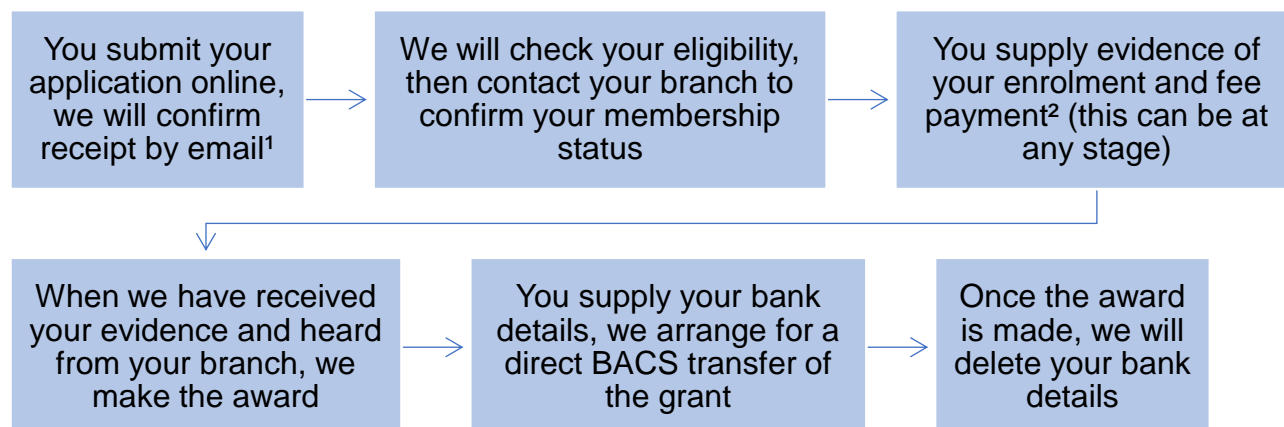 You submit your
application online,
we will confirm
receipt by email¹
We will check your eligibility,
then contact your branch to
confirm your membership
status
You supply evidence of
your enrolment and fee
payment² (this can be at
any stage)
When we have received
your evidence and heard
from your branch, we
make the award
You supply your bank
details, we arrange for a
direct BACS transfer of
the grant
Once the award
is made, we will
delete your bank
details